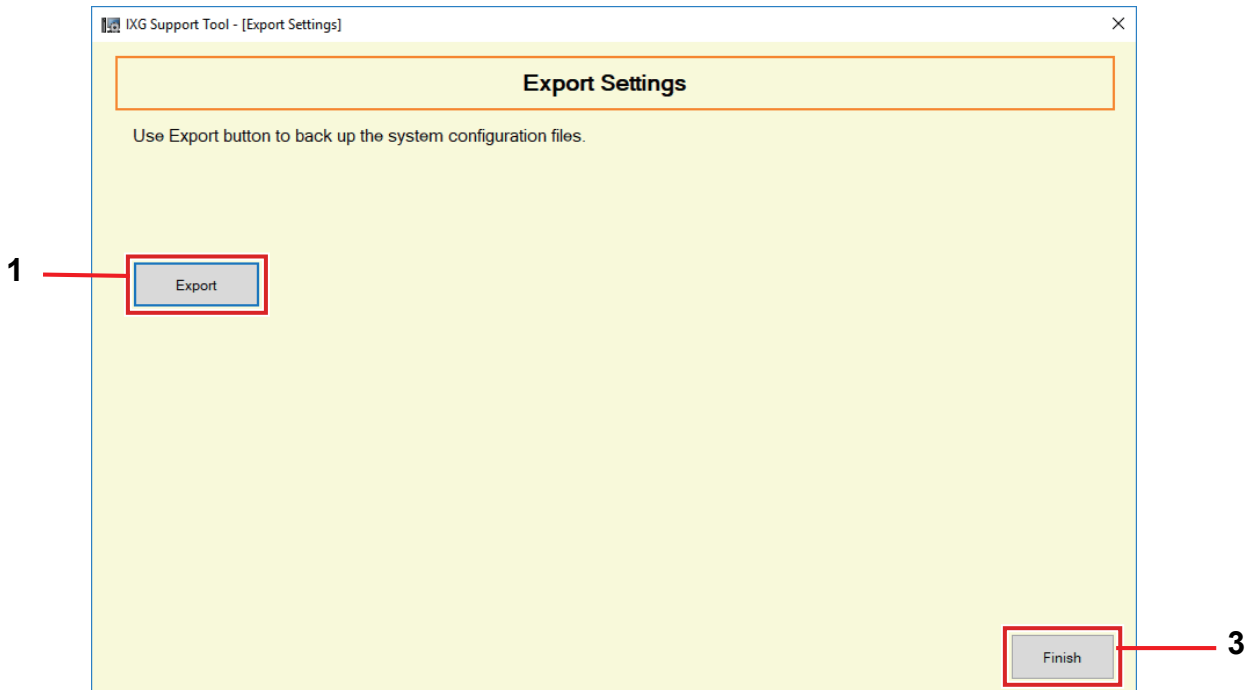 IXG Support Tool - [Export Settings]
Export Settings
Use Export button to back up the system configuration files.
1
Export
Finish
3